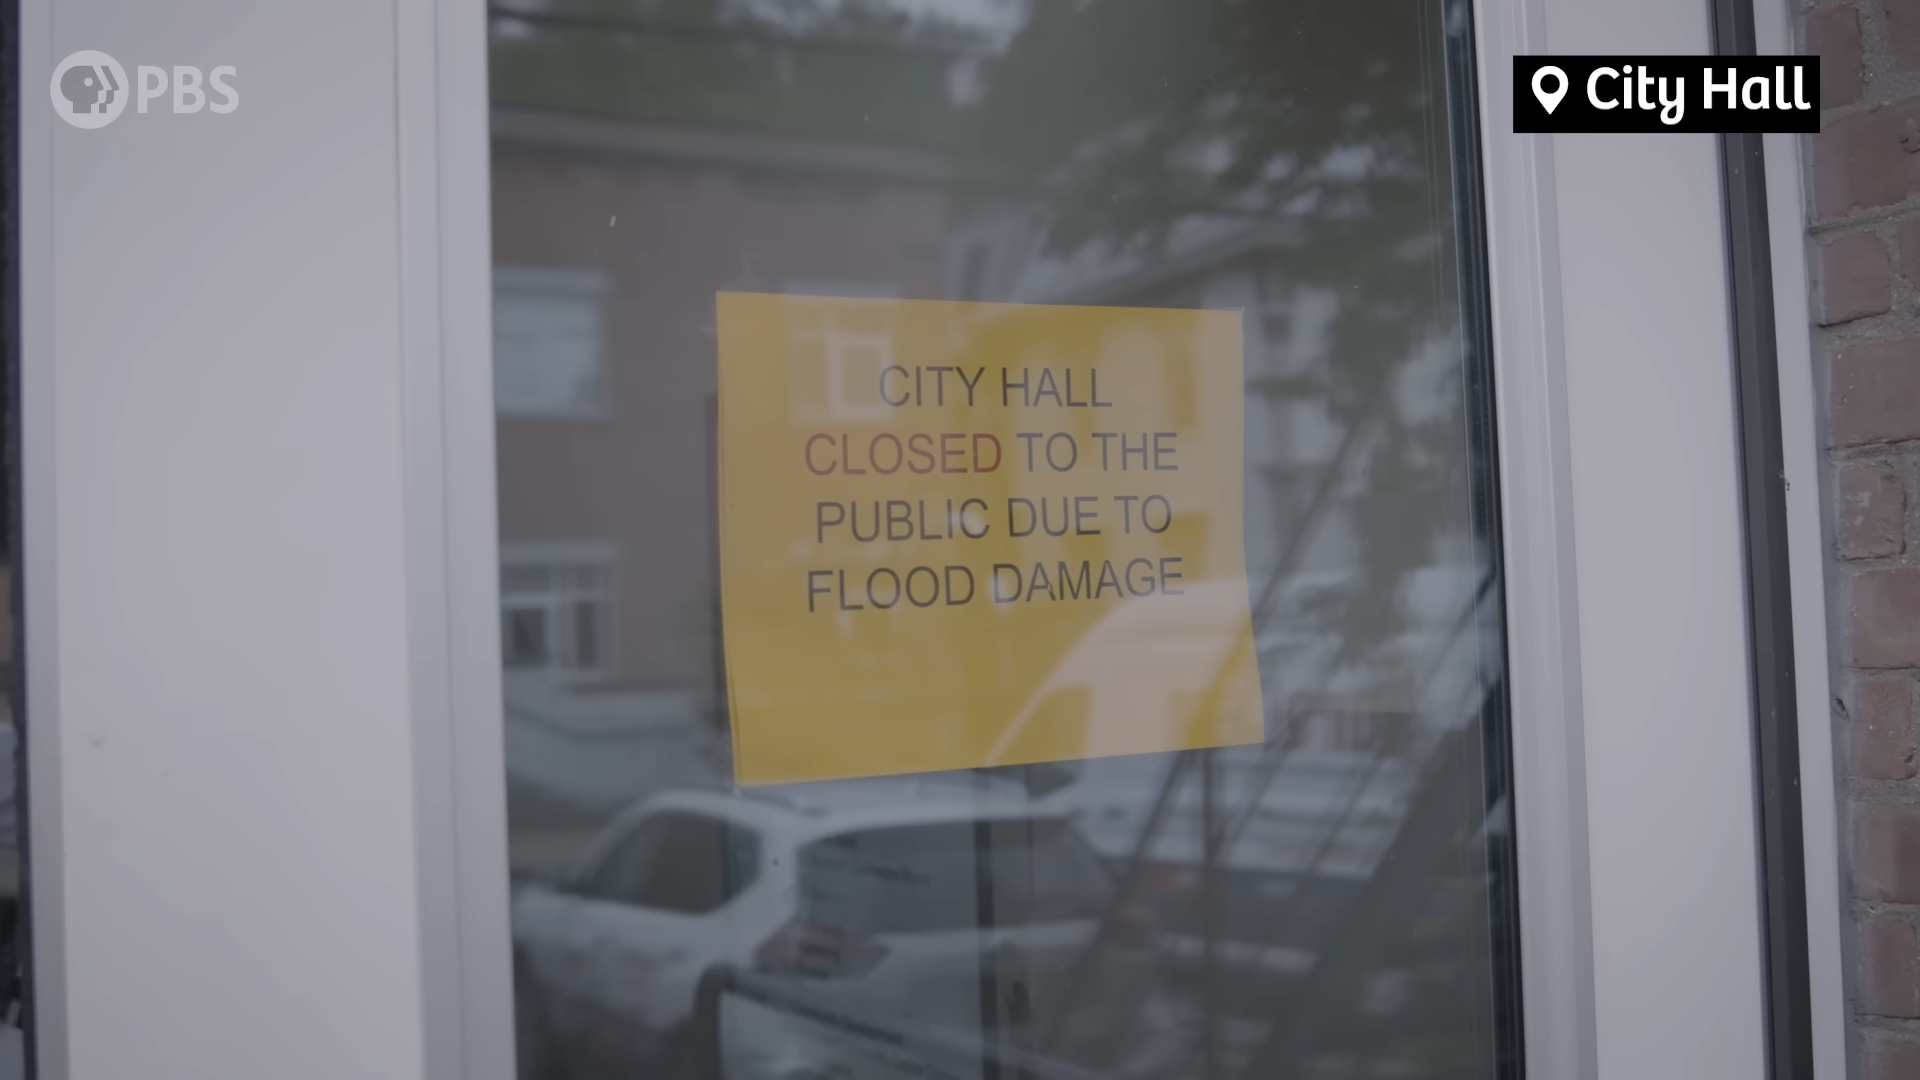 PBS
City Hall
CITY HALL
CLOSED TO THE
PUBLIC DUE TO
FLOOD DAMAGE